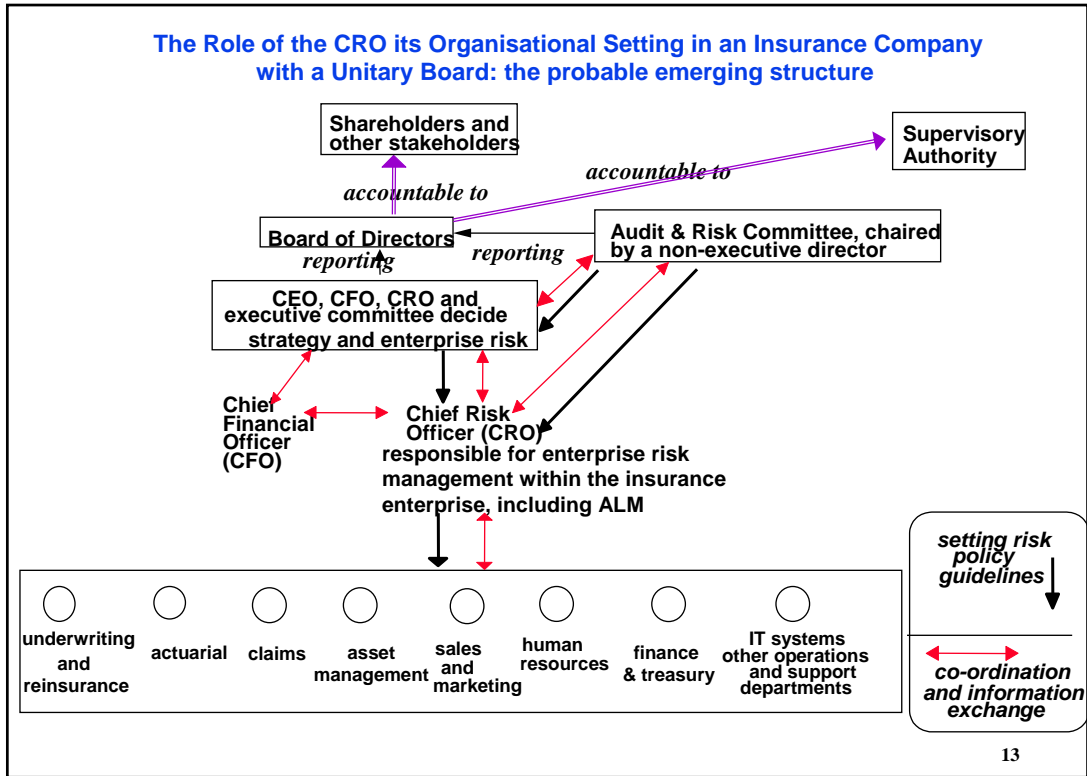 The Role of the CRO its Organisational Setting in an Insurance Company
with a Unitary Board: the probable emerging structure
Shareholders and
other stakeholders
Supervisory
Authority
accountable to
accountable to
Board of Directors
Audit & Risk Committee, chaired
by a non-executive director
reporting
reporting
CEO, CFO, CRO and
executive committee decide
strategy and enterprise risk
Chief
Financial
Officer
(CFO)
Chief Risk
Officer (CRO)
responsible for enterprise risk
management within the insurance
enterprise, including ALM
setting risk
policy
guidelines
underwriting
and
reinsurance
actuarial
claims
asset
management
sales
and
marketing
human
resources
finance
& treasury
IT systems
other operations
and support
departments
co-ordination
and information
exchange
13